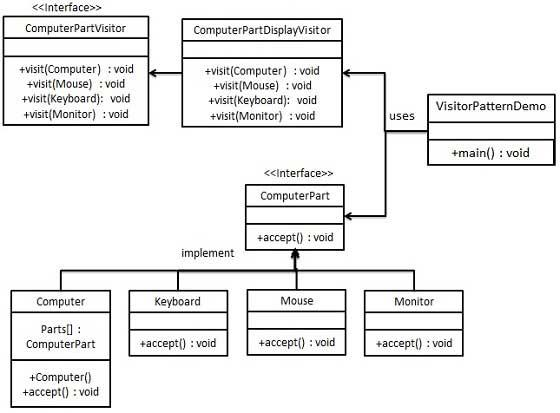 <<Interface>>
ComputerPartVisitor
+visit(Computer) : void
+visit(Mouse) : void
+visit(Keyboard): void
+visit(Monitor) : void
ComputerPartDisplayVisitor
+visit(Computer) : void
+visit(Mouse) : void
+visit(Keyboard): void
+visit(Monitor) : void
uses
VisitorPatternDemo
+main() : void
<<Interface>>
ComputerPart
+accept() : void
implement
Computer
Parts[] :
ComputerPart
+Computer()
+accept() : void
Keyboard
+accept() : void
Mouse
+accept() : void
Monitor
+accept() : void